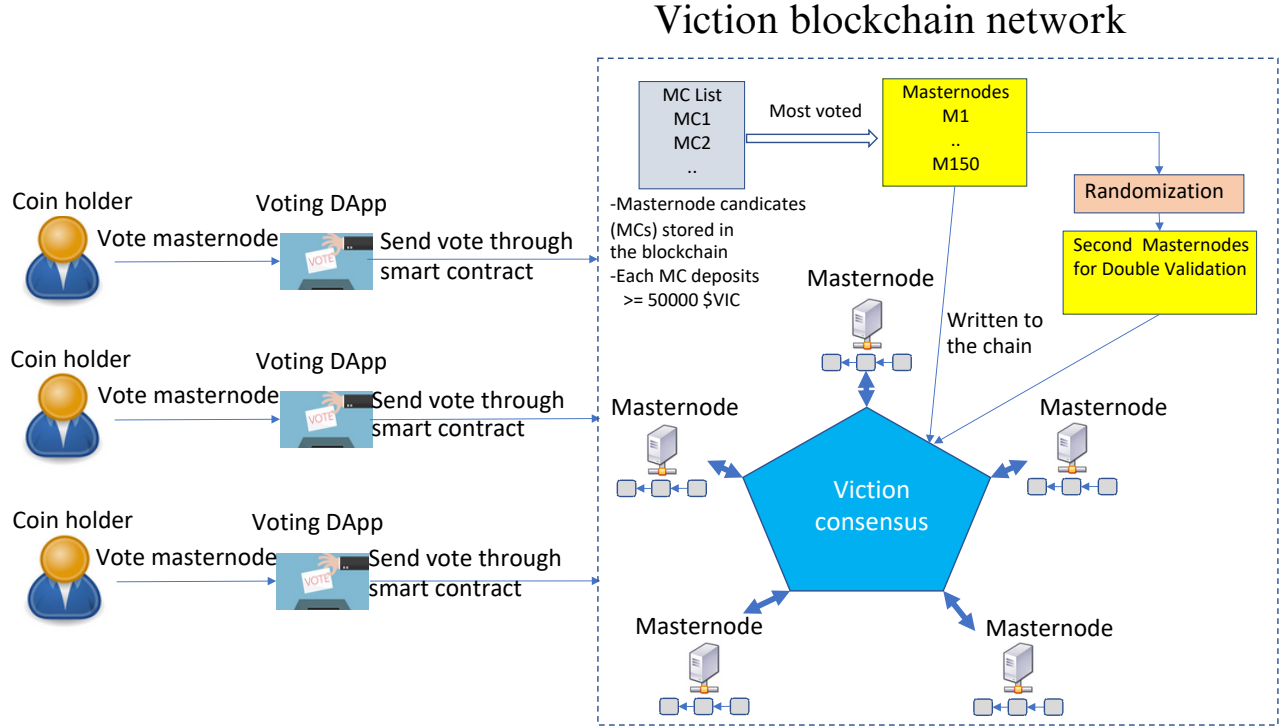 Viction blockchain network
MC List
MC1
MC2
..
Most voted
Masternodes
M1
..
M150
Randomization
Second Masternodes
for Double Validation
-Masternode candicates
(MCs) stored in
the blockchain
-Each MC deposits
>= 50000 $VIC
Written to
the chain
Coin holder
Vote masternode
Voting DApp
VOTE
Send vote through
smart contract
Coin holder
Vote masternode
Voting DApp
VOTE
Send vote through
smart contract
Coin holder
Vote masternode
Voting DApp
VOTE
Send vote through
smart contract
Masternode
Masternode
Masternode
Viction
consensus
Masternode
Masternode